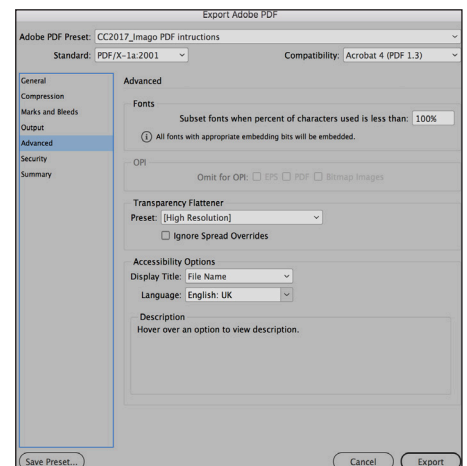 Export Adobe PDF
Adobe PDF Preset: CC2017_Imago PDF intructions
Standard: PDF/X-1a:2001 Compatibility: Acrobat 4 (PDF 1.3)
General
Compression
Marks and Bleeds
Output
Advanced
Security
Summary
Advanced
Fonts
Subset fonts when percent of characters used is less than: 100%
All fonts with appropriate embedding bits will be embedded.
OPI
Omit for OPI: EPS PDF Bitmap Images
Transparency Flattener
Preset: [High Resolution]
Ignore Spread Overrides
Accessibility Options
Display Title: File Name
Language: English: UK
Description
Hover over an option to view description.
Save Preset... Cancel Export